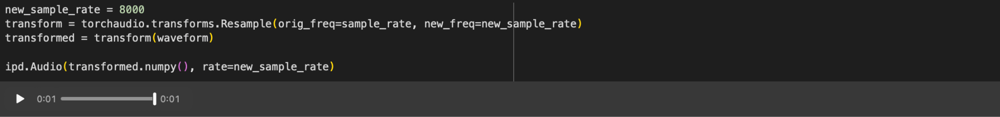 new_sample_rate = 8000
transform = torchaudio.transforms.Resample(orig_freq=sample_rate, new_freq=new_sample_rate)
transformed = transform(waveform)
ipd.Audio(transformed.numpy(), rate=new_sample_rate)
0:01 0:01